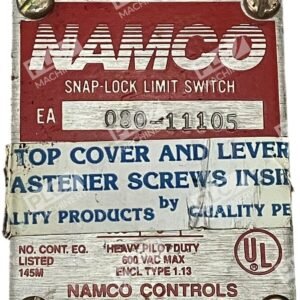 NAMCO
SNAP-LOCK LIMIT SWITCH
EA 080-11105
TOP COVER AND LEVER
ASTENER SCREWS INSI
LITY PRODUCTS by QUALITY PE
NO. CONT. EQ. HEAVY PILOT DUTY
LISTED 600 VAC MAX
145M ENCL TYPE 1.13
UL
NAMCO CONTROLS